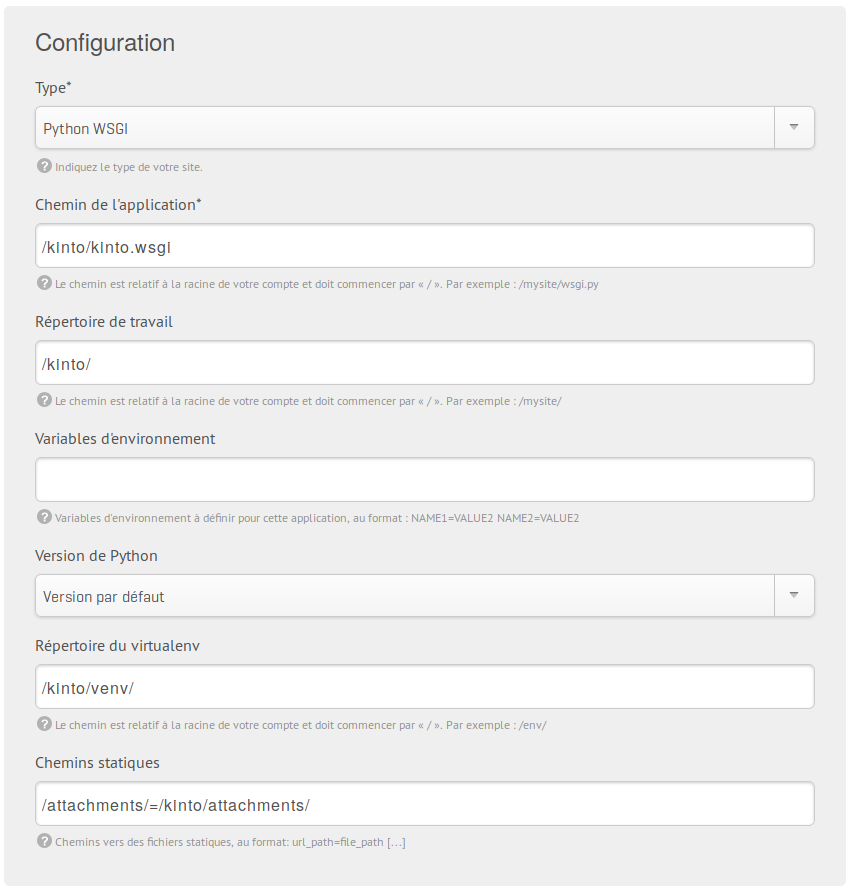 Configuration
Type*
Python WSGI
? Indiquez le type de votre site.
Chemin de l'application*
/kinto/kinto.wsgi
? Le chemin est relatif à la racine de votre compte et doit commencer par « / ». Par exemple : /mysite/wsgi.py
Répertoire de travail
/kinto/
? Le chemin est relatif à la racine de votre compte et doit commencer par « / ». Par exemple : /mysite/
Variables d'environnement
? Variables d'environnement à définir pour cette application, au format : NAME1=VALUE2 NAME2=VALUE2
Version de Python
Version par défaut
Répertoire du virtualenv
/kinto/venv/
? Le chemin est relatif à la racine de votre compte et doit commencer par « / ». Par exemple : /env/
Chemins statiques
/attachments/=/kinto/attachments/
? Chemins vers des fichiers statiques, au format: url_path=file_path [...]